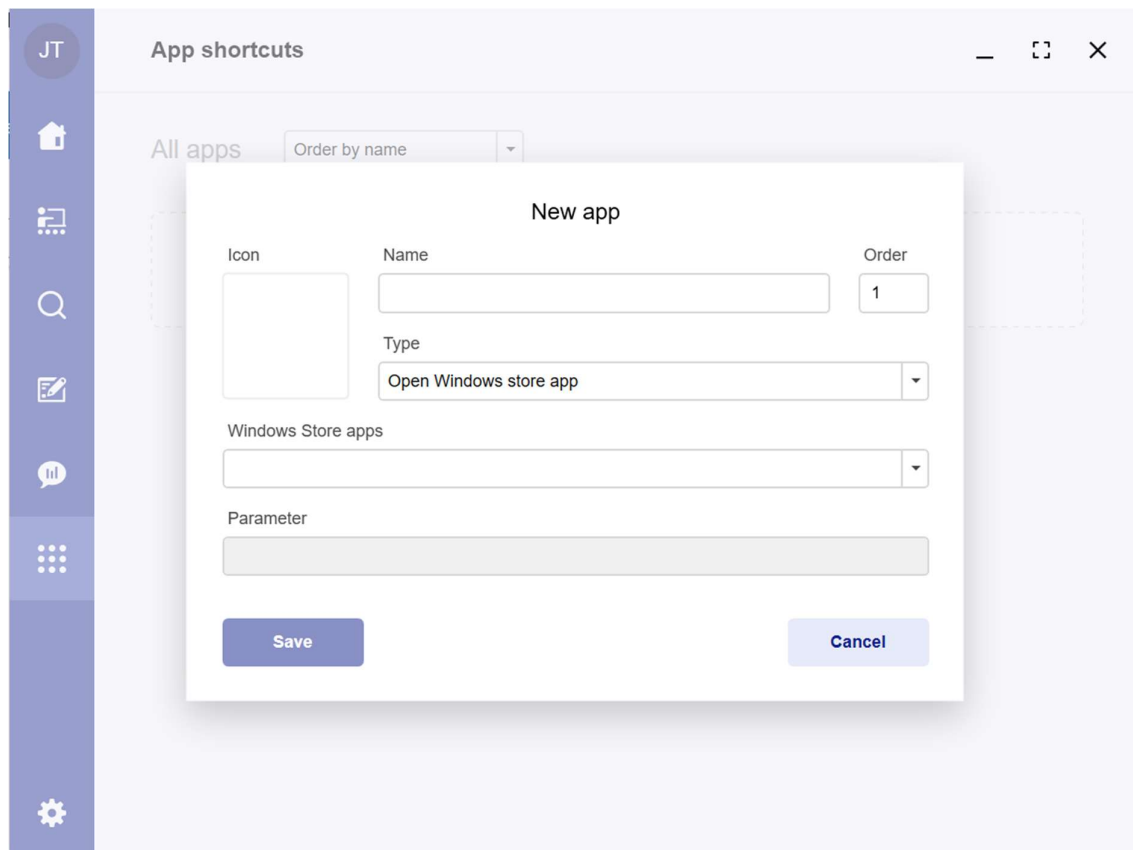 JT
App shortcuts
All apps
Order by name
New app
Icon
Name
Order
1
Type
Open Windows store app
Windows Store apps
Parameter
Save
Cancel